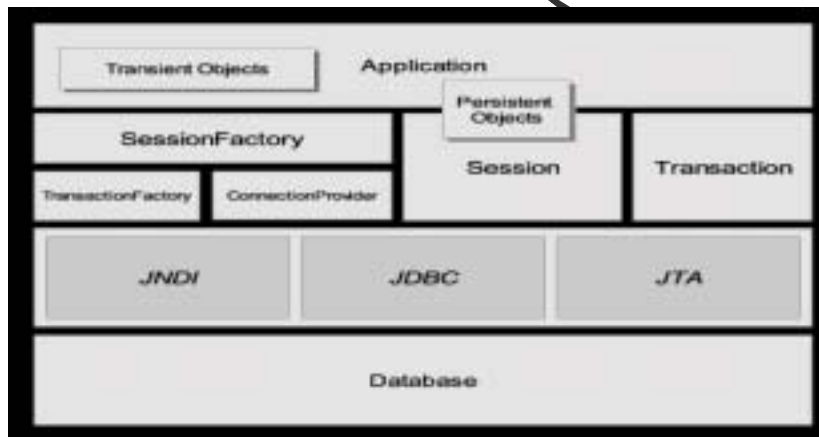 Transient Objects
Application
Persistent
Objects
SessionFactory
Session
Transaction
TransactionFactory
ConnectionProvider
JNDI
JDBC
JTA
Database